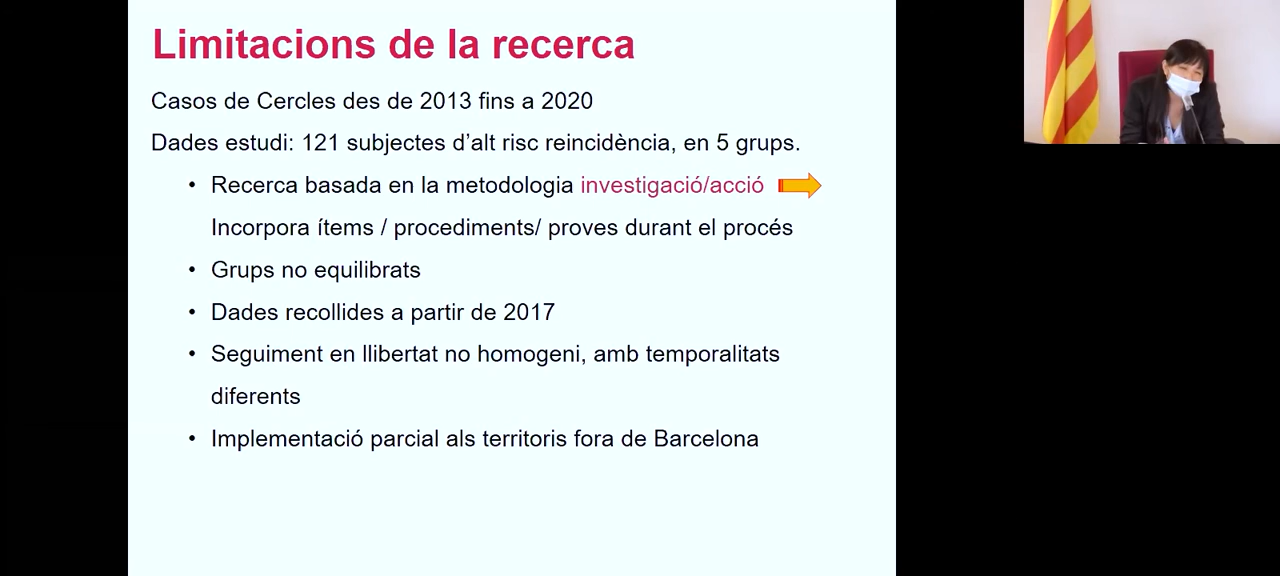 Limitacions de la recerca
Casos de Cercles des de 2013 fins a 2020
Dades estudi: 121 subjectes d’alt risc reincidència, en 5 grups.
• Recerca basada en la metodologia investigació/acció
Incorpora ítems / procediments/ proves durant el procés
• Grups no equilibrats
• Dades recollides a partir de 2017
• Seguiment en llibertat no homogeni, amb temporalitats
diferents
• Implementació parcial als territoris fora de Barcelona